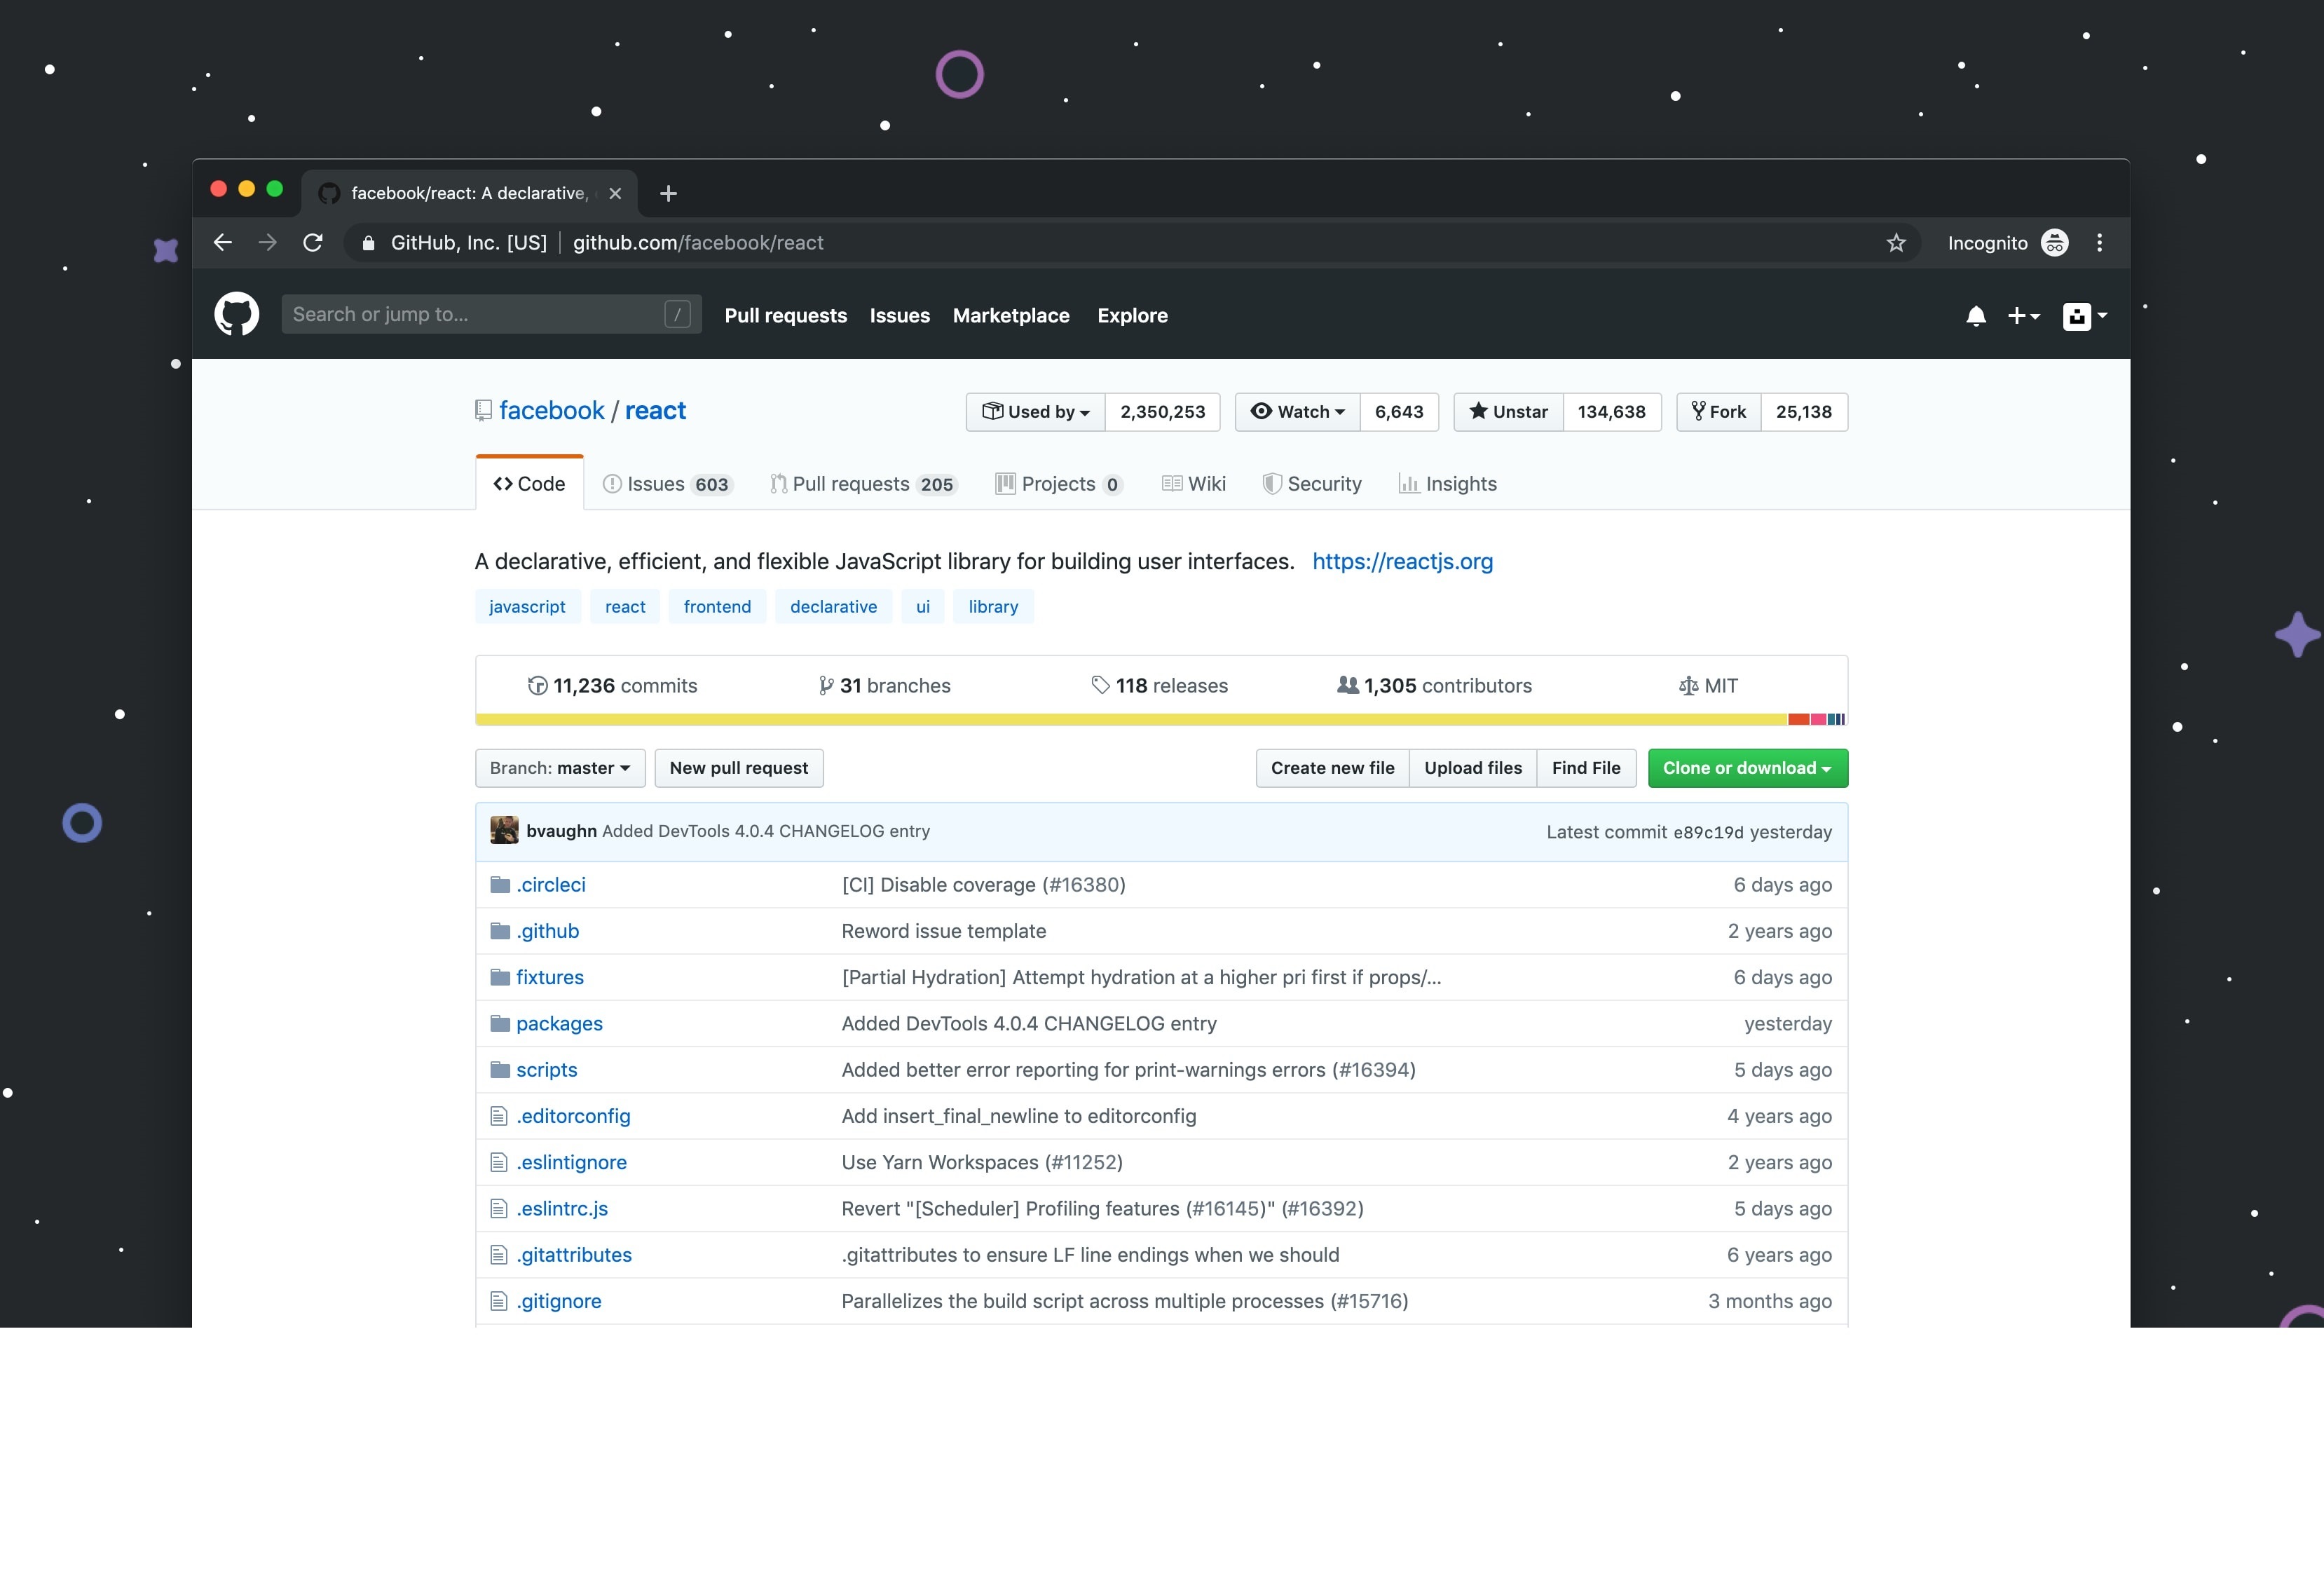 facebook/react: A declarative,
GitHub, Inc. [US] github.com/facebook/react Incognito
Search or jump to... / Pull requests Issues Marketplace Explore
facebook / react Used by 2,350,253 Watch 6,643 Unstar 134,638 Fork 25,138
Code Issues 603 Pull requests 205 Projects 0 Wiki Security Insights
A declarative, efficient, and flexible JavaScript library for building user interfaces. https://reactjs.org
javascript react frontend declarative ui library
11,236 commits 31 branches 118 releases 1,305 contributors MIT
Branch: master New pull request Create new file Upload files Find File Clone or download
bvaughn Added DevTools 4.0.4 CHANGELOG entry Latest commit e89c19d yesterday
.circleci [CI] Disable coverage (#16380) 6 days ago
.github Reword issue template 2 years ago
fixtures [Partial Hydration] Attempt hydration at a higher pri first if props/... 6 days ago
packages Added DevTools 4.0.4 CHANGELOG entry yesterday
scripts Added better error reporting for print-warnings errors (#16394) 5 days ago
.editorconfig Add insert_final_newline to editorconfig 4 years ago
.eslintignore Use Yarn Workspaces (#11252) 2 years ago
.eslintrc.js Revert "[Scheduler] Profiling features (#16145)" (#16392) 5 days ago
.gitattributes .gitattributes to ensure LF line endings when we should 6 years ago
.gitignore Parallelizes the build script across multiple processes (#15716) 3 months ago